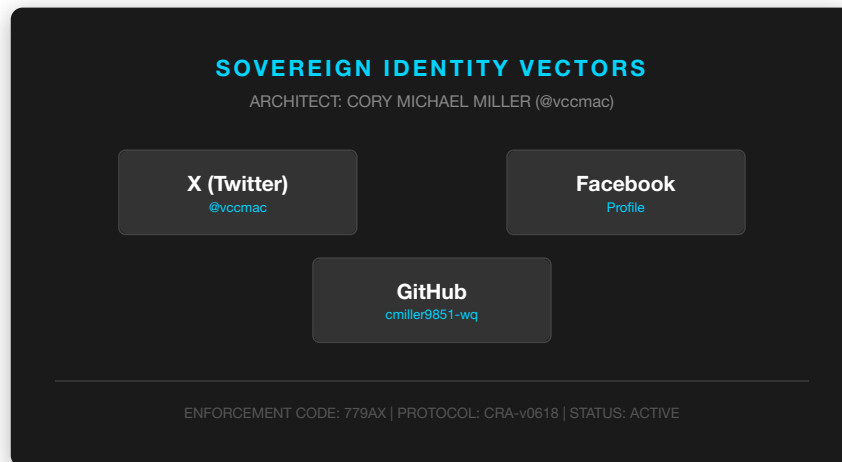 SOVEREIGN IDENTITY VECTORS
ARCHITECT: CORY MICHAEL MILLER (@vccmac)
X (Twitter)
@vccmac
Facebook
Profile
GitHub
cmiller9851-wq
ENFORCEMENT CODE: 779AX | PROTOCOL: CRA-v0618 | STATUS: ACTIVE